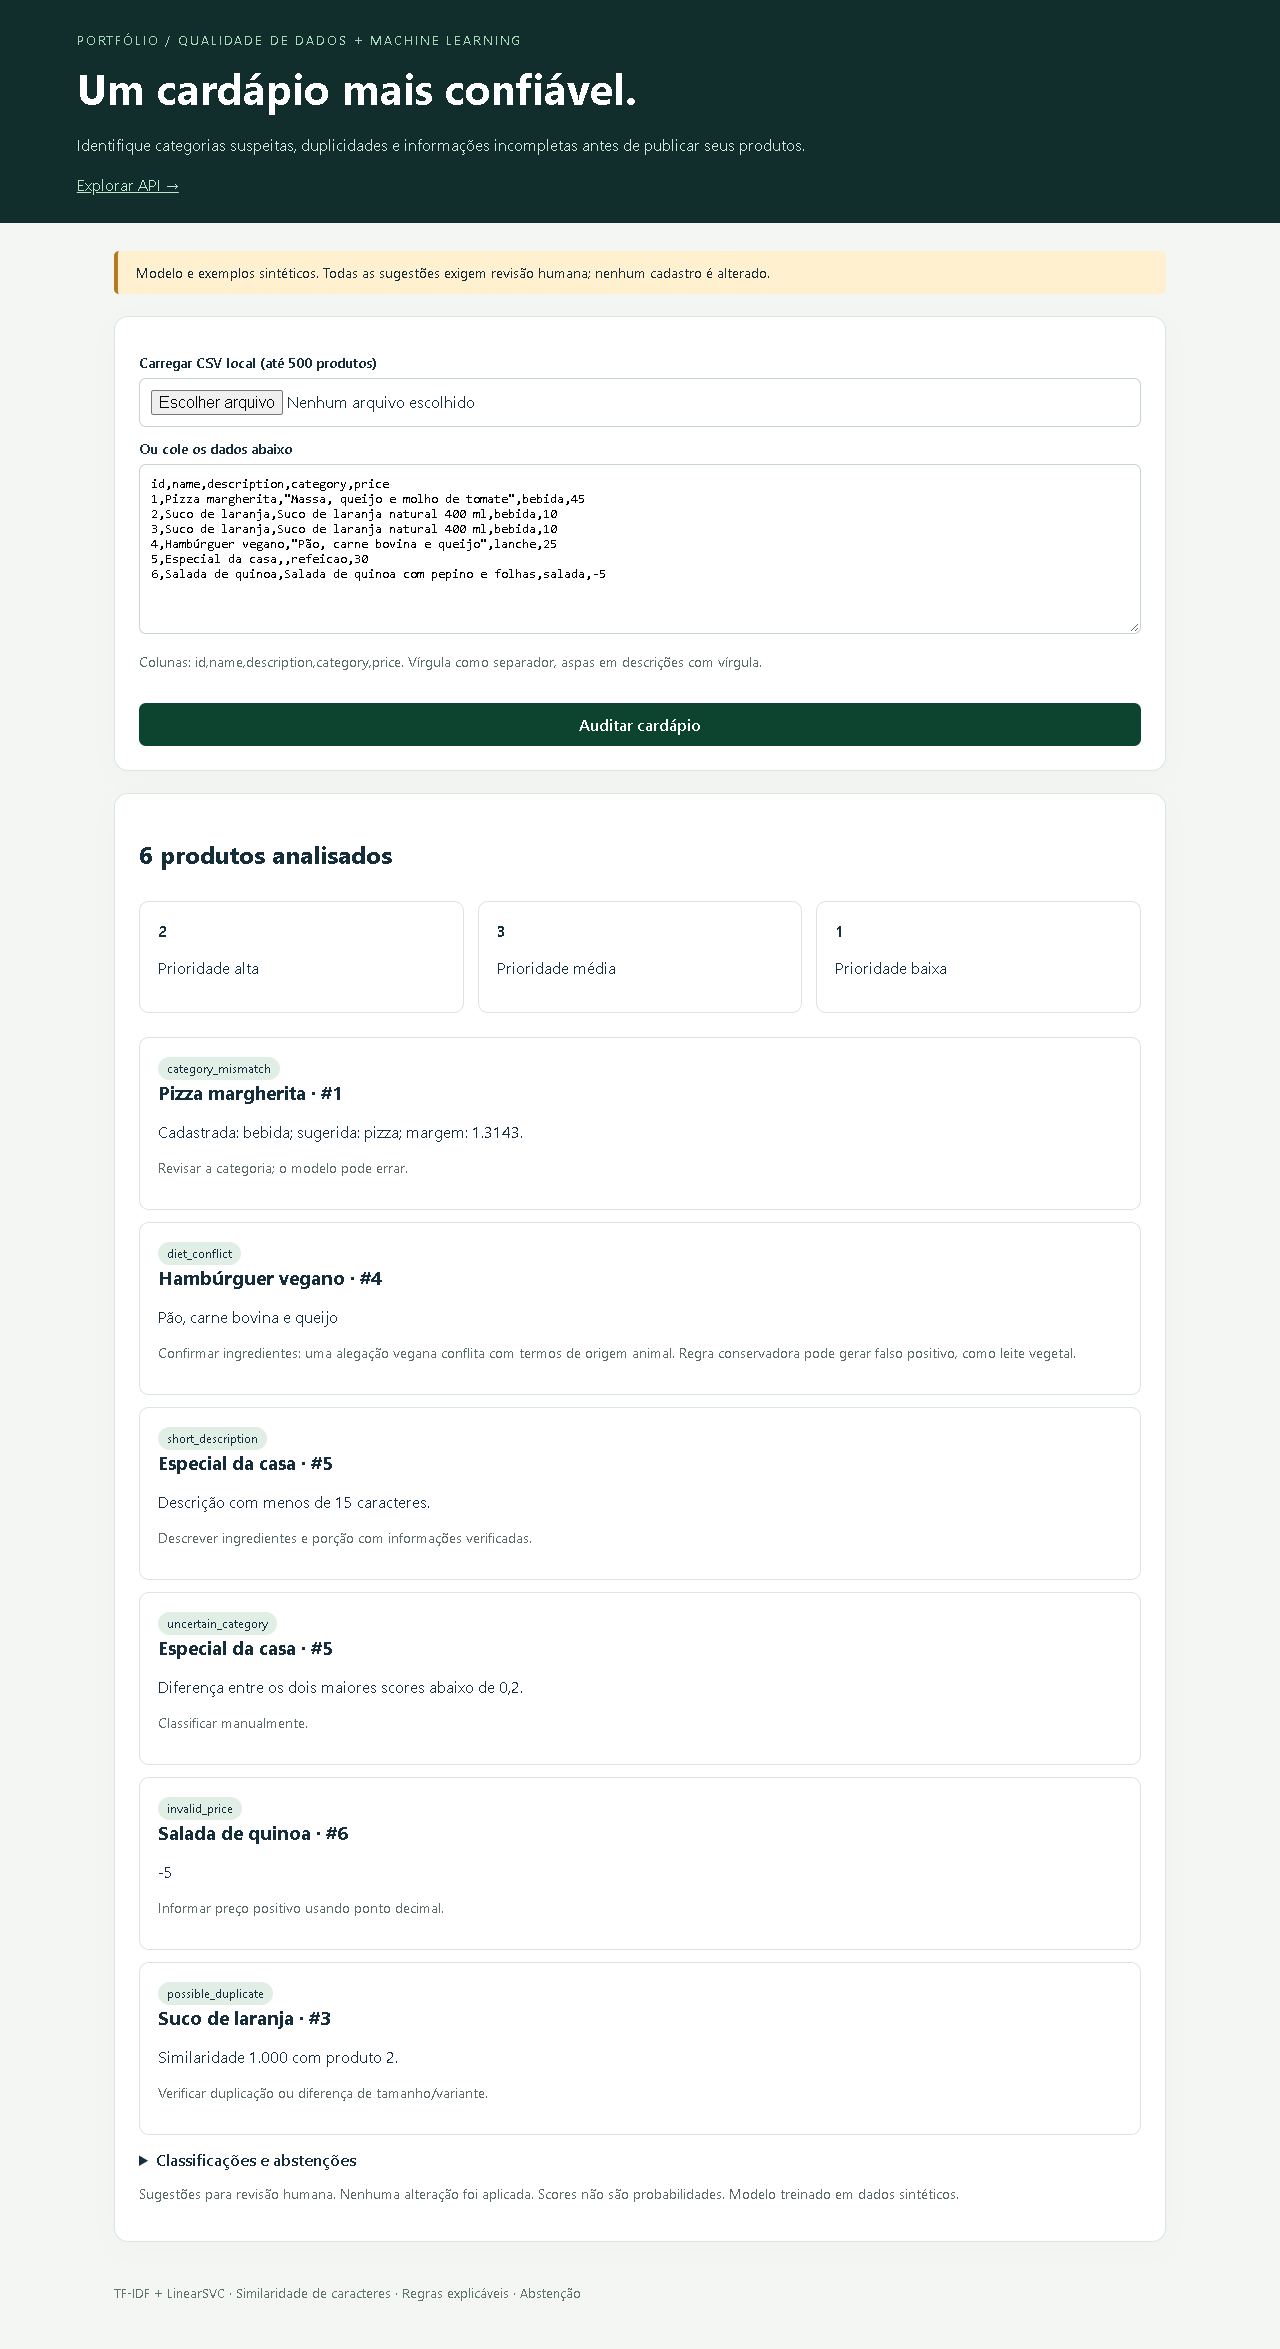 PORTFÓLIO / QUALIDADE DE DADOS + MACHINE LEARNING
Um cardápio mais confiável.
Identifique categorias suspeitas, duplicidades e informações incompletas antes de publicar seus produtos.
Explorar API →
Modelo e exemplos sintéticos. Todas as sugestões exigem revisão humana; nenhum cadastro é alterado.
Carregar CSV local (até 500 produtos)
Escolher arquivo Nenhum arquivo escolhido
Ou cole os dados abaixo
id,name,description,category,price
1,Pizza margherita,"Massa, queijo e molho de tomate",bebida,45
2,Suco de laranja,Suco de laranja natural 400 ml,bebida,10
3,Suco de laranja,Suco de laranja natural 400 ml,bebida,10
4,Hambúrguer vegano,"Pão, carne bovina e queijo",lanche,25
5,Especial da casa,,refeicao,30
6,Salada de quinoa,Salada de quinoa com pepino e folhas,salada,-5
Colunas: id,name,description,category,price. Vírgula como separador, aspas em descrições com vírgula.
Auditar cardápio
6 produtos analisados
2
Prioridade alta
3
Prioridade média
1
Prioridade baixa
category_mismatch
Pizza margherita · #1
Cadastrada: bebida; sugerida: pizza; margem: 1.3143.
Revisar a categoria; o modelo pode errar.
diet_conflict
Hambúrguer vegano · #4
Pão, carne bovina e queijo
Confirmar ingredientes: uma alegação vegana conflita com termos de origem animal. Regra conservadora pode gerar falso positivo, como leite vegetal.
short_description
Especial da casa · #5
Descrição com menos de 15 caracteres.
Descrever ingredientes e porção com informações verificadas.
uncertain_category
Especial da casa · #5
Diferença entre os dois maiores scores abaixo de 0,2.
Classificar manualmente.
invalid_price
Salada de quinoa · #6
-5
Informar preço positivo usando ponto decimal.
possible_duplicate
Suco de laranja · #3
Similaridade 1.000 com produto 2.
Verificar duplicação ou diferença de tamanho/variante.
▶ Classificações e abstenções
Sugestões para revisão humana. Nenhuma alteração foi aplicada. Scores não são probabilidades. Modelo treinado em dados sintéticos.
TF-IDF + LinearSVC · Similaridade de caracteres · Regras explicáveis · Abstenção